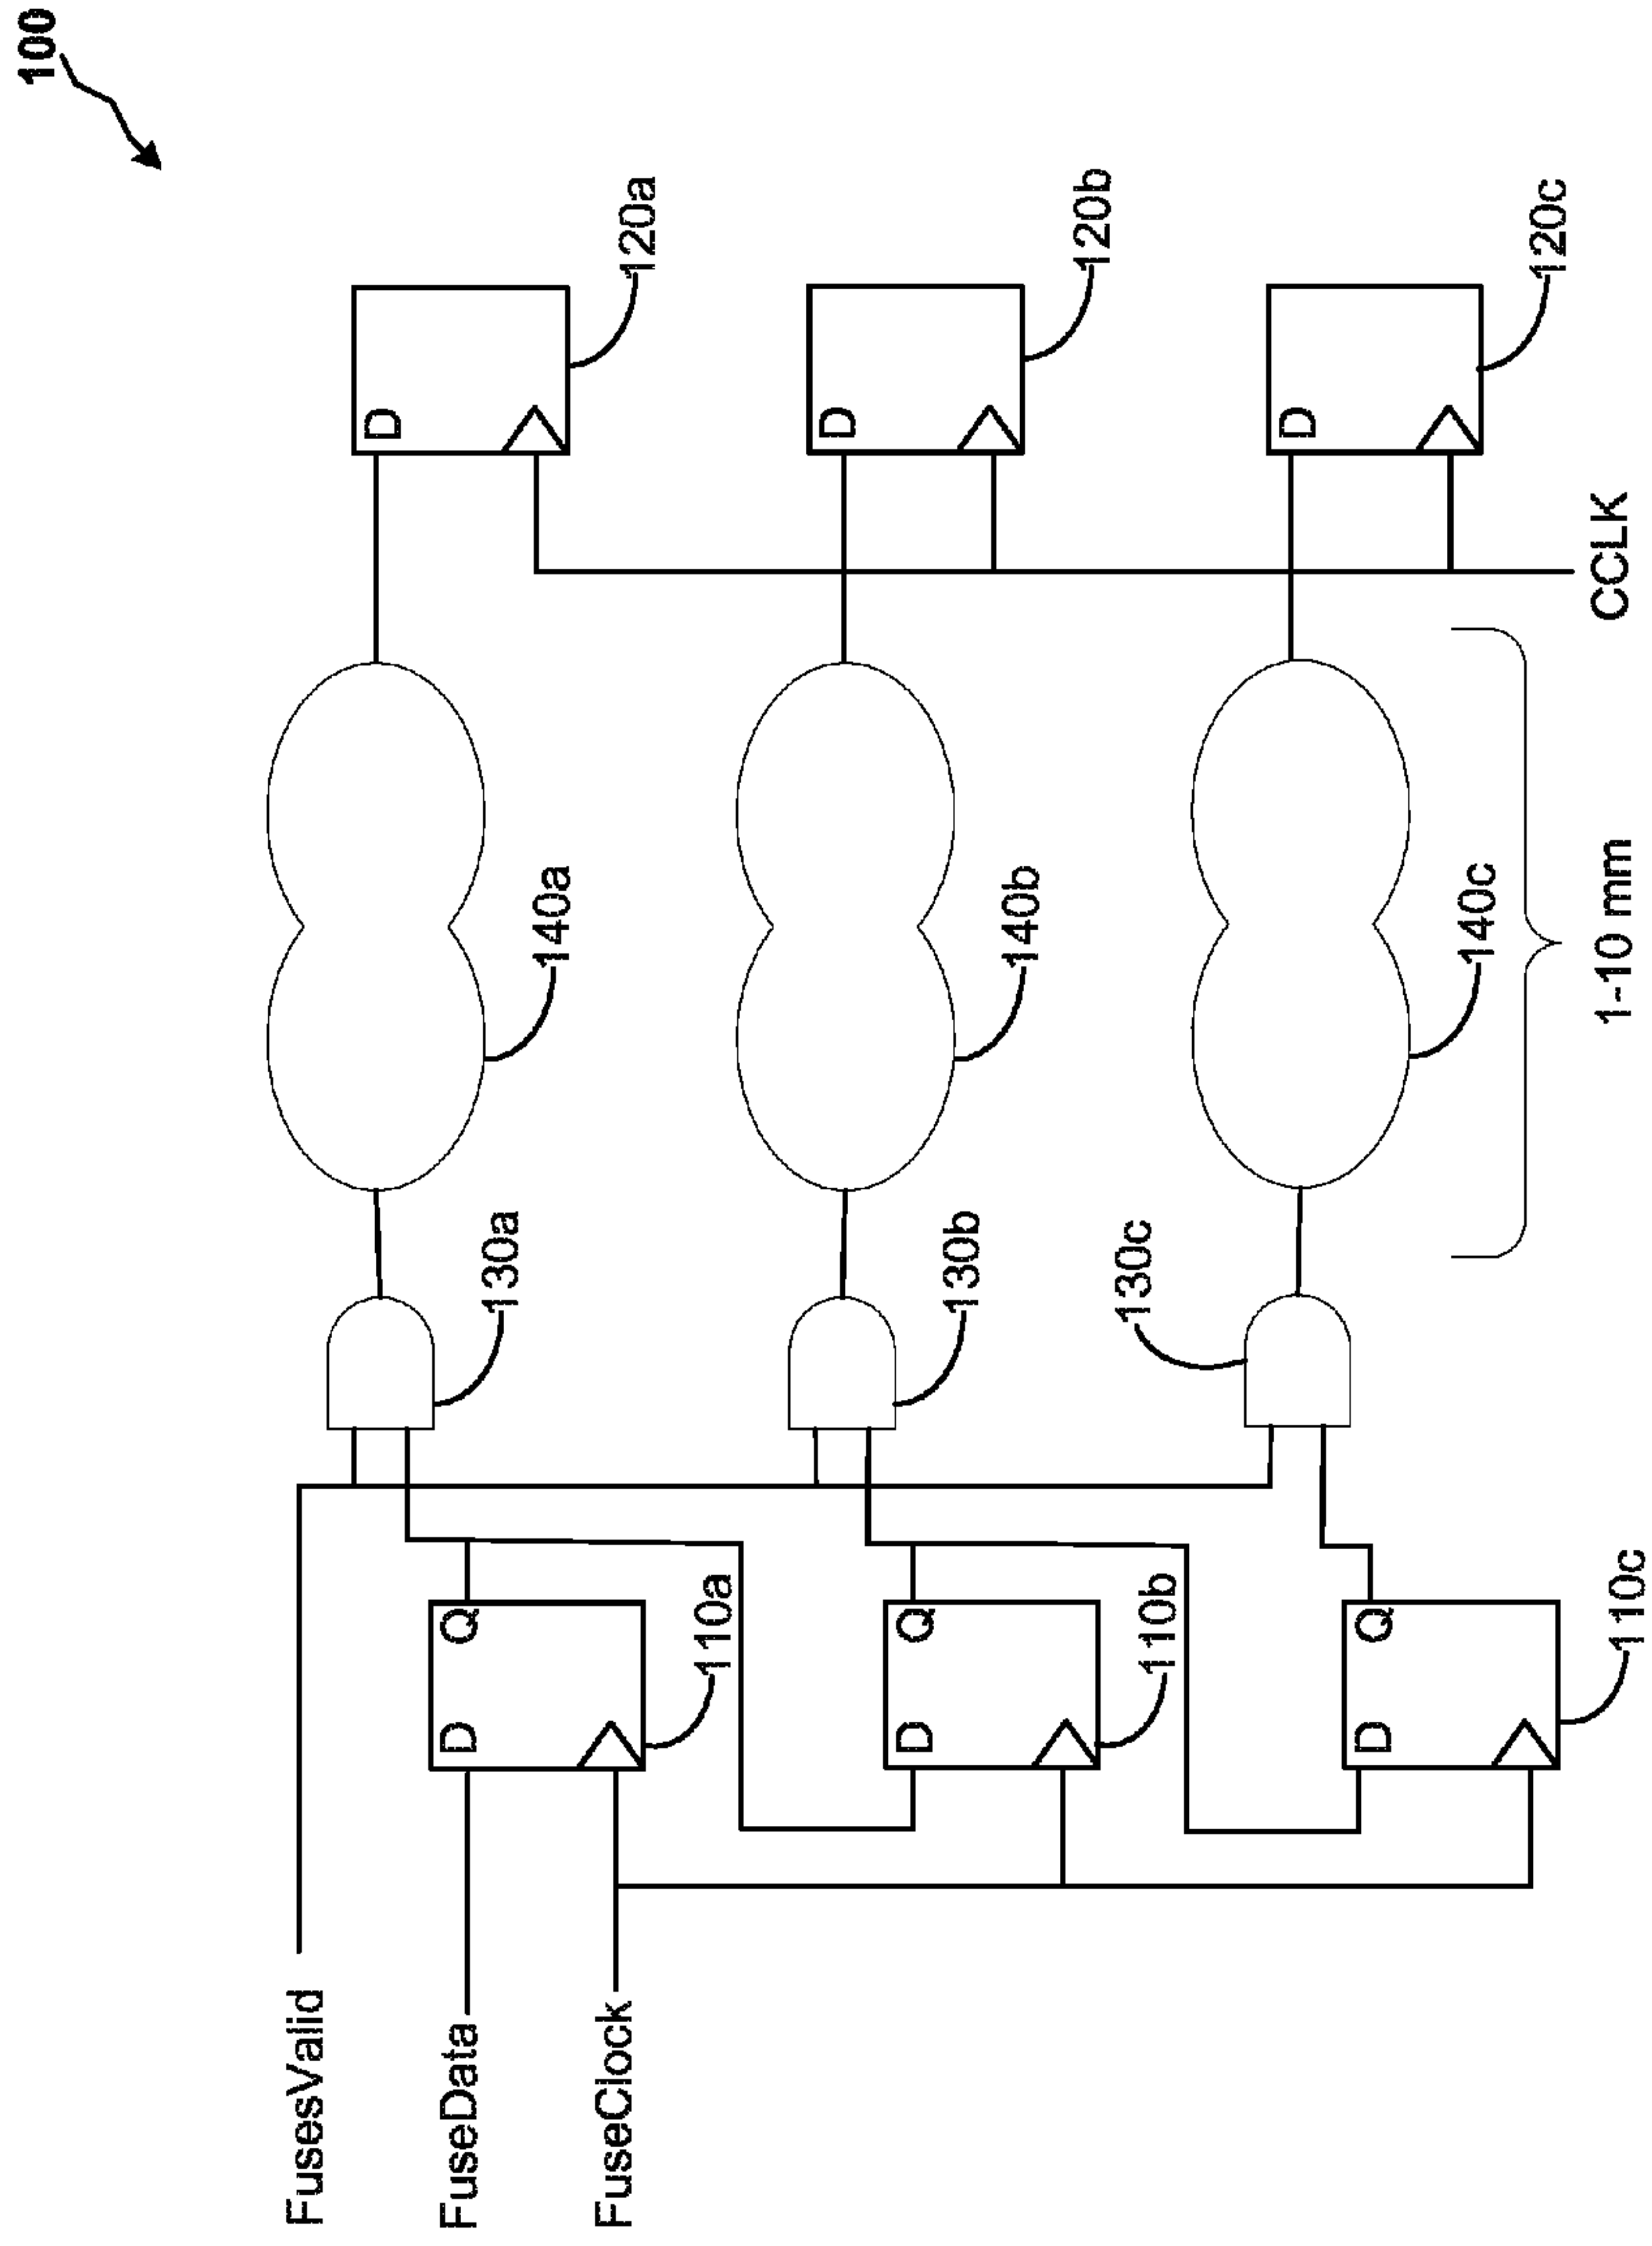 100
FusesValid
FuseData
FuseClock
D
Q
110a
130a
140a
D
120a
D
Q
110b
130b
140b
D
120b
D
Q
110c
130c
140c
D
120c
1-10 mm
CCLK